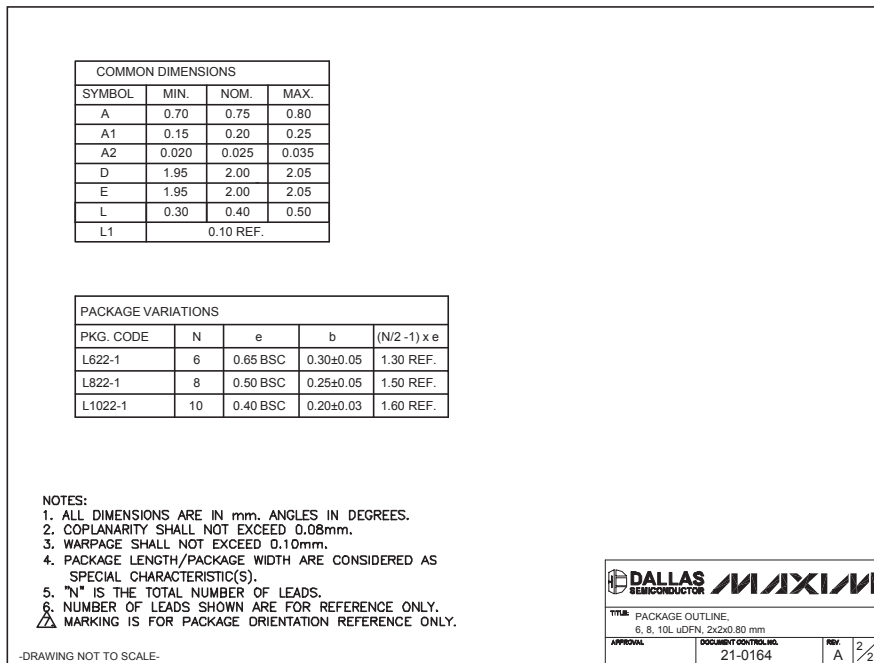 COMMON DIMENSIONS
SYMBOL MIN. NOM. MAX.
A 0.70 0.75 0.80
A1 0.15 0.20 0.25
A2 0.020 0.025 0.035
D 1.95 2.00 2.05
E 1.95 2.00 2.05
L 0.30 0.40 0.50
L1 0.10 REF.
PACKAGE VARIATIONS
PKG. CODE N e b (N/2 -1) x e
L622-1 6 0.65 BSC 0.30±0.05 1.30 REF.
L822-1 8 0.50 BSC 0.25±0.05 1.50 REF.
L1022-1 10 0.40 BSC 0.20±0.03 1.60 REF.
NOTES:
1. ALL DIMENSIONS ARE IN mm. ANGLES IN DEGREES.
2. COPLANARITY SHALL NOT EXCEED 0.08mm.
3. WARPAGE SHALL NOT EXCEED 0.10mm.
4. PACKAGE LENGTH/PACKAGE WIDTH ARE CONSIDERED AS
SPECIAL CHARACTERISTIC(S).
5. "N" IS THE TOTAL NUMBER OF LEADS.
6. NUMBER OF LEADS SHOWN ARE FOR REFERENCE ONLY.
7. MARKING IS FOR PACKAGE ORIENTATION REFERENCE ONLY.
-DRAWING NOT TO SCALE-
DALLAS SEMICONDUCTOR MAXIM
TITLE: PACKAGE OUTLINE,
6, 8, 10L uDFN, 2x2x0.80 mm
APPROVAL DOCUMENT CONTROL NO. REV.
21-0164 A 2/2